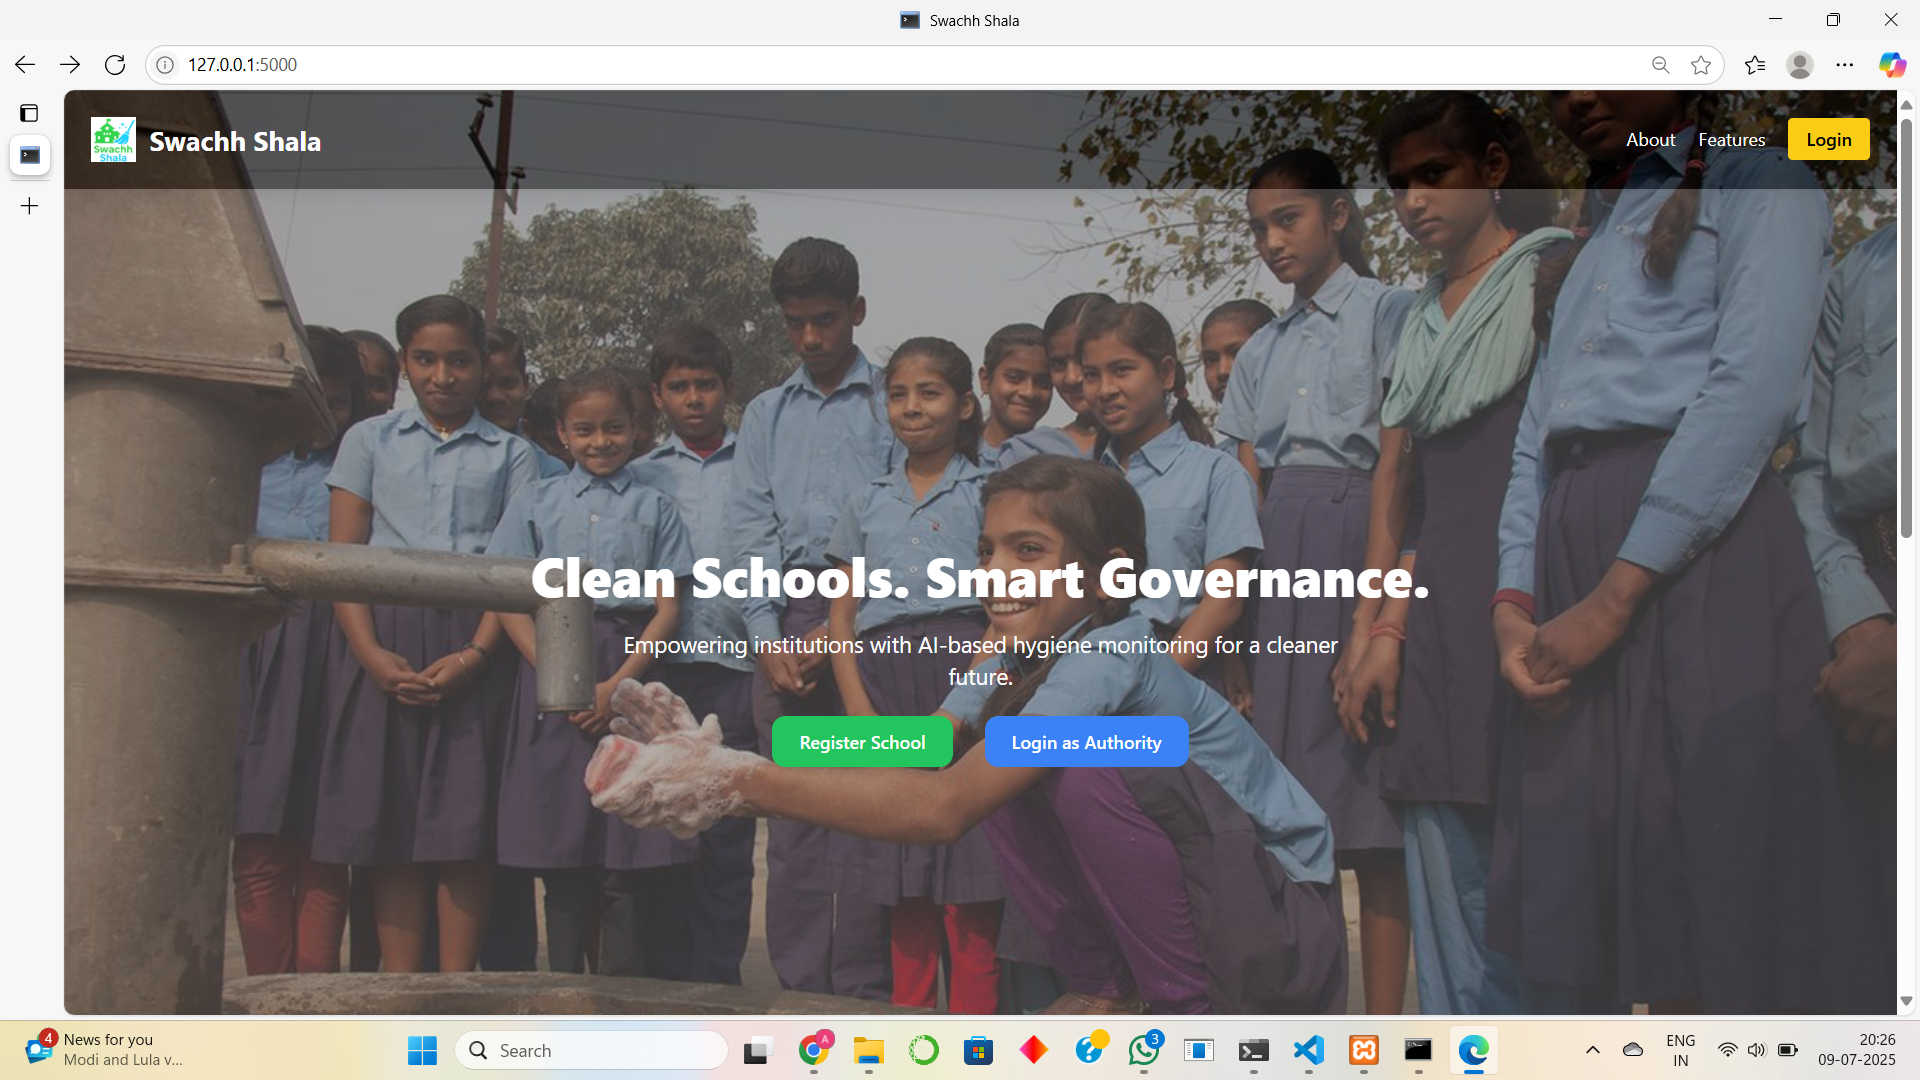 Swachh Shala
127.0.0.1:5000
Swachh
Shala
Swachh Shala
About
Features
Login
Clean Schools. Smart Governance.
Empowering institutions with AI-based hygiene monitoring for a cleaner
future.
Register School
Login as Authority
4
News for you
Modi and Lula v...
Search
A
3
ENG
IN
20:26
09-07-2025